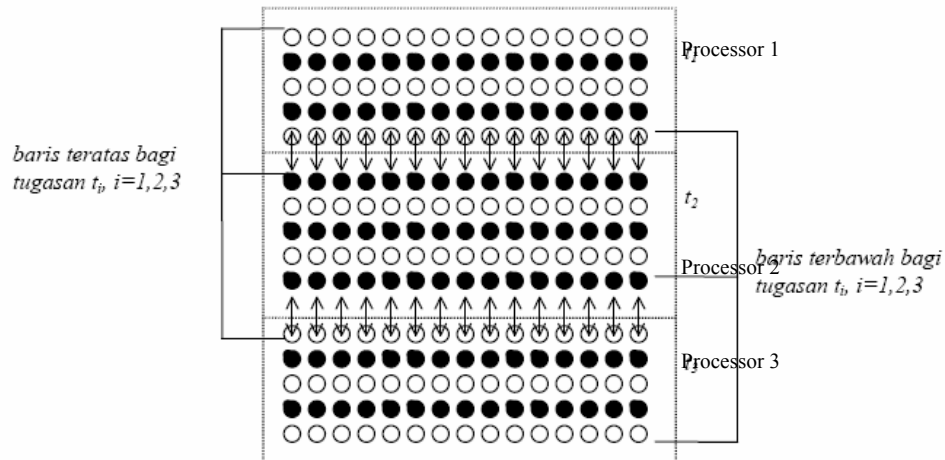 Processor 1
t1
baris teratas bagi
tugasan ti, i=1,2,3
t2
Processor 2
baris terbawah bagi
tugasan ti, i=1,2,3
Processor 3
t3